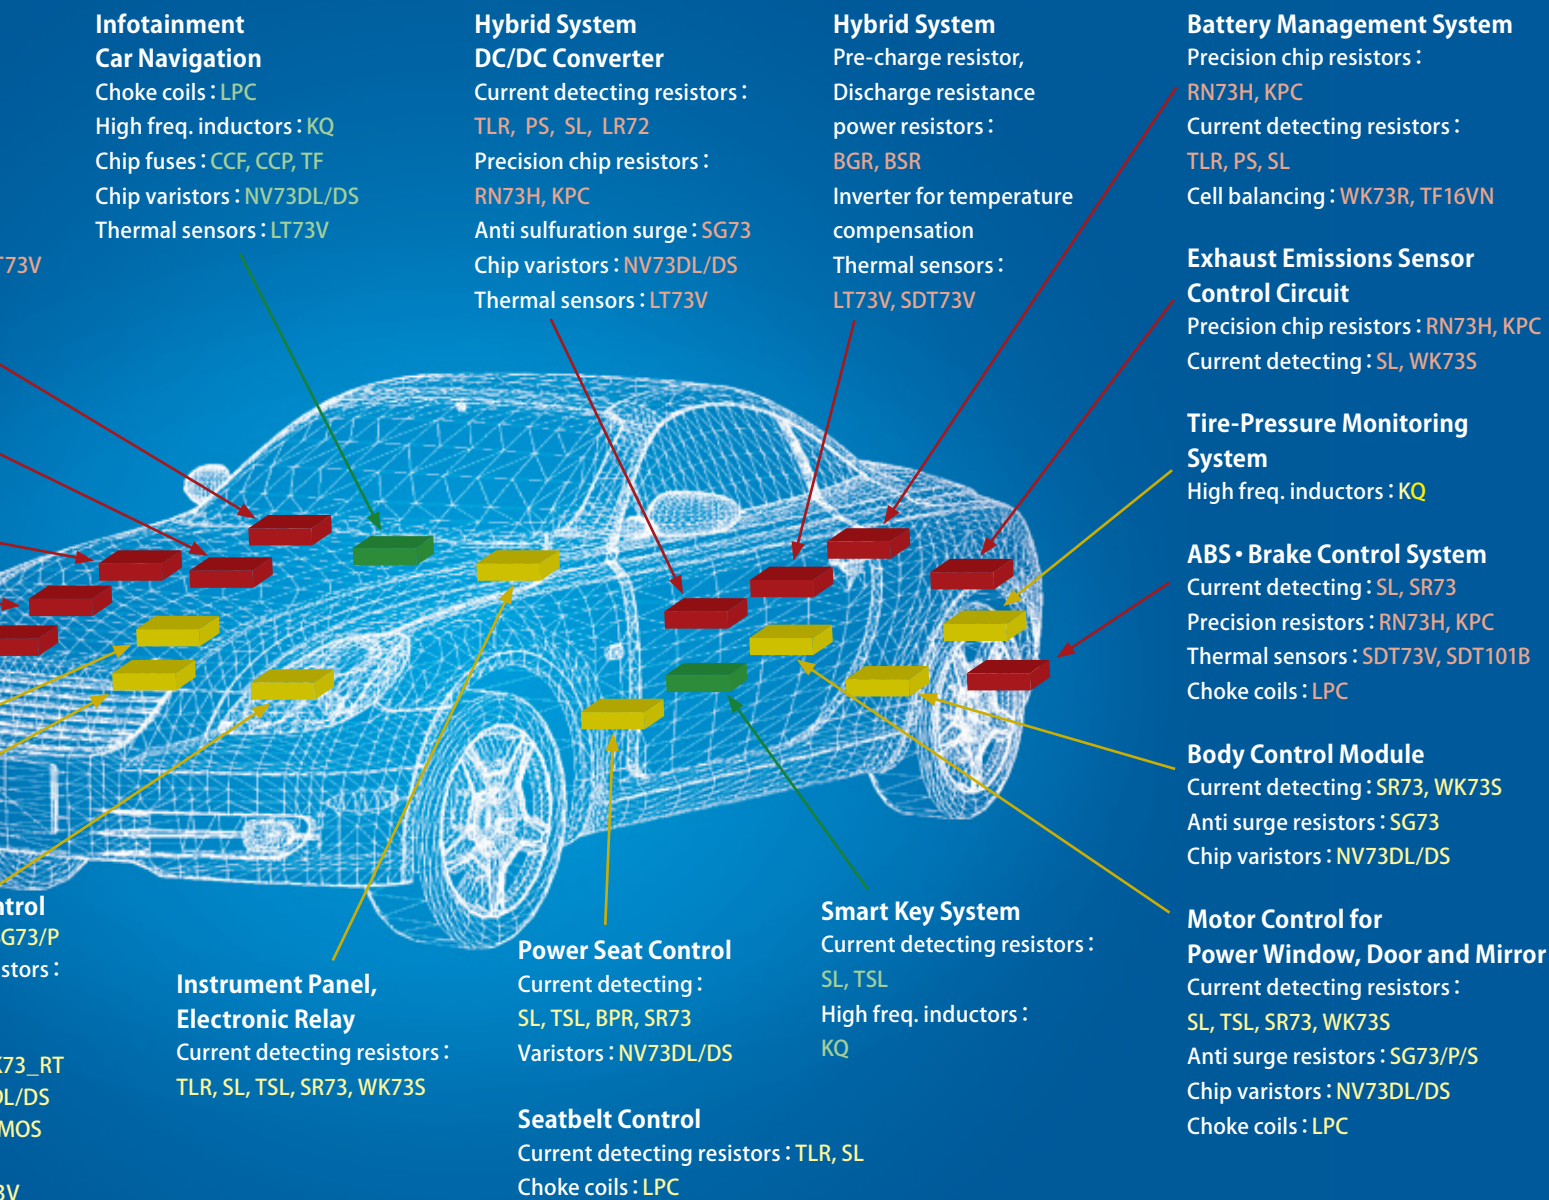 Infotainment
Car Navigation
Choke coils : LPC
High freq. inductors : KQ
Chip fuses : CCF, CCP, TF
Chip varistors : NV73DL/DS
Thermal sensors : LT73V
Hybrid System
DC/DC Converter
Current detecting resistors :
TLR, PS, SL, LR72
Precision chip resistors :
RN73H, KPC
Anti sulfuration surge : SG73
Chip varistors : NV73DL/DS
Thermal sensors : LT73V
Hybrid System
Pre-charge resistor,
Discharge resistance
power resistors :
BGR, BSR
Inverter for temperature
compensation
Thermal sensors :
LT73V, SDT73V
Battery Management System
Precision chip resistors :
RN73H, KPC
Current detecting resistors :
TLR, PS, SL
Cell balancing : WK73R, TF16VN
Exhaust Emissions Sensor
Control Circuit
Precision chip resistors : RN73H, KPC
Current detecting : SL, WK73S
Tire-Pressure Monitoring
System
High freq. inductors : KQ
ABS • Brake Control System
Current detecting : SL, SR73
Precision resistors : RN73H, KPC
Thermal sensors : SDT73V, SDT101B
Choke coils : LPC
Body Control Module
Current detecting : SR73, WK73S
Anti surge resistors : SG73
Chip varistors : NV73DL/DS
Motor Control for
Power Window, Door and Mirror
Current detecting resistors :
SL, TSL, SR73, WK73S
Anti surge resistors : SG73/P/S
Chip varistors : NV73DL/DS
Choke coils : LPC
Smart Key System
Current detecting resistors :
SL, TSL
High freq. inductors :
KQ
Power Seat Control
Current detecting :
SL, TSL, BPR, SR73
Varistors : NV73DL/DS
Seatbelt Control
Current detecting resistors : TLR, SL
Choke coils : LPC
Instrument Panel,
Electronic Relay
Current detecting resistors :
TLR, SL, TSL, SR73, WK73S
73V
ntrol
G73/P
stors :
73_RT
DL/DS
MOS
3V